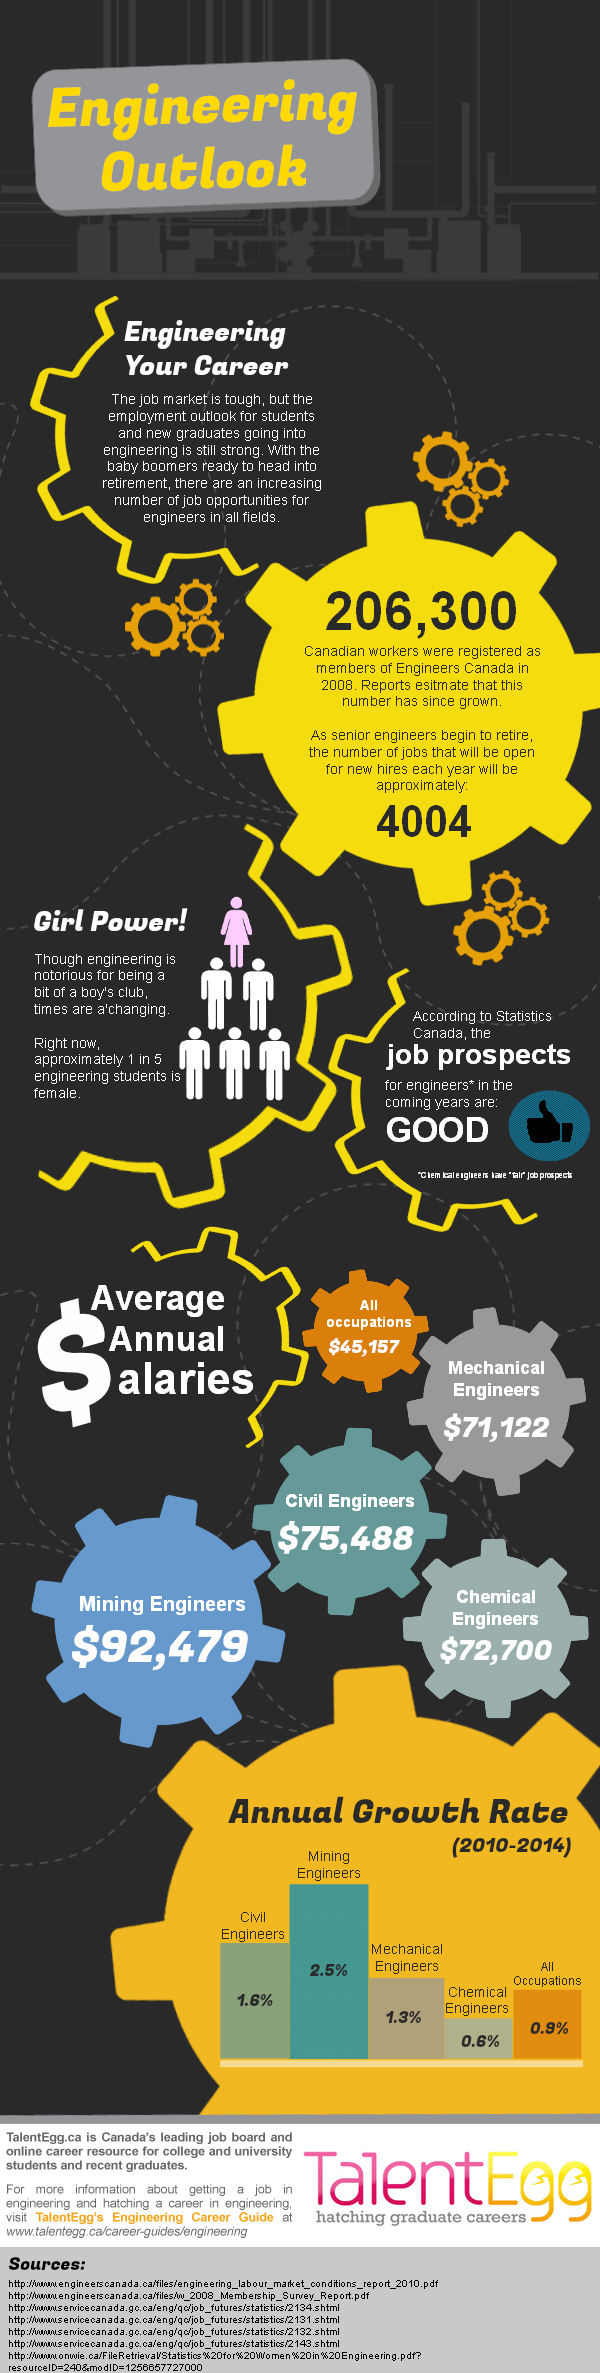 Engineering
Outlook
Engineering
Your Career
The job market is tough, but the
employment outlook for students
and new graduates going into
engineering is still strong. With the
baby boomers ready to head into
retirement, there are an increasing
number of job opportunities for
engineers in all fields.
206,300
Canadian workers were registered as
members of Engineers Canada in
2008. Reports esitmate that this
number has since grown.
As senior engineers begin to retire,
the number of jobs that will be open
for new hires each year will be
approximately:
4004
Girl Power!
Though engineering is
notorious for being a
bit of a boy's club,
times are a'changing.
Right now,
approximately 1 in 5
engineering students is
female.
According to Statistics
Canada, the
job prospects
for engineers* in the
coming years are:
GOOD
*Chemical engineers have "fair" job prospects
Average
Annual
$alaries
All
occupations
$45,157
Mechanical
Engineers
$71,122
Civil Engineers
$75,488
Mining Engineers
$92,479
Chemical
Engineers
$72,700
Annual Growth Rate
(2010-2014)
Mining
Engineers
2.5%
Civil
Engineers
1.6%
Mechanical
Engineers
1.3%
Chemical
Engineers
0.6%
All
Occupations
0.9%
TalentEgg.ca is Canada's leading job board and
online career resource for college and university
students and recent graduates.
For more information about getting a job in
engineering and hatching a career in engineering,
visit TalentEgg's Engineering Career Guide at
www.talentegg.ca/career-guides/engineering
TalentEgg
hatching graduate careers
Sources:
http://www.engineerscanada.ca/files/engineering_labour_market_conditions_report_2010.pdf
http://www.engineerscanada.ca/files/w_2008_Membership_Survey_Report.pdf
http://www.servicecanada.gc.ca/eng/qc/job_futures/statistics/2134.shtml
http://www.servicecanada.gc.ca/eng/qc/job_futures/statistics/2131.shtml
http://www.servicecanada.gc.ca/eng/qc/job_futures/statistics/2132.shtml
http://www.servicecanada.gc.ca/eng/qc/job_futures/statistics/2143.shtml
http://www.onwie.ca/FileRetrieval/Statistics%20for%20Women%20in%20Engineering.pdf?
resourceID=240&modID=1256657727000